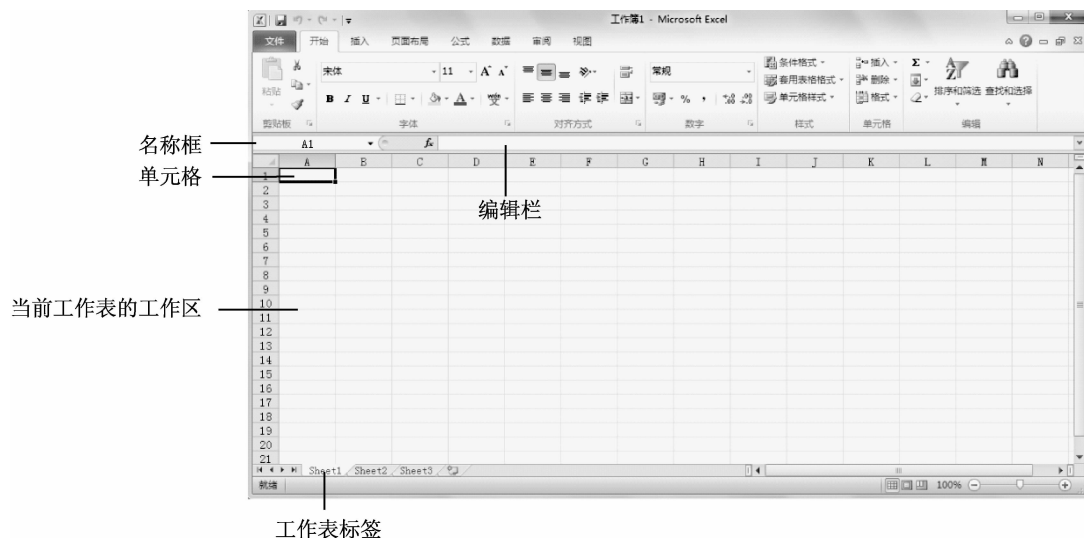 工作簿1 - Microsoft Excel
文件 开始 插入 页面布局 公式 数据 审阅 视图
宋体 11 A A 常规 条件格式 插入 Σ
粘贴 套用表格格式 删除
B I U A 变 % , 单元格样式 格式 排序和筛选 查找和选择
剪贴板 字体 对齐方式 数字 样式 单元格 编辑
名称框 A1 fx
A B C D E F G H I J K L M N
单元格 1
2
3
编辑栏
4
5
6
7
8
9
当前工作表的工作区 10
11
12
13
14
15
16
17
18
19
20
21
Sheet1 Sheet2 Sheet3
就绪 100%
工作表标签